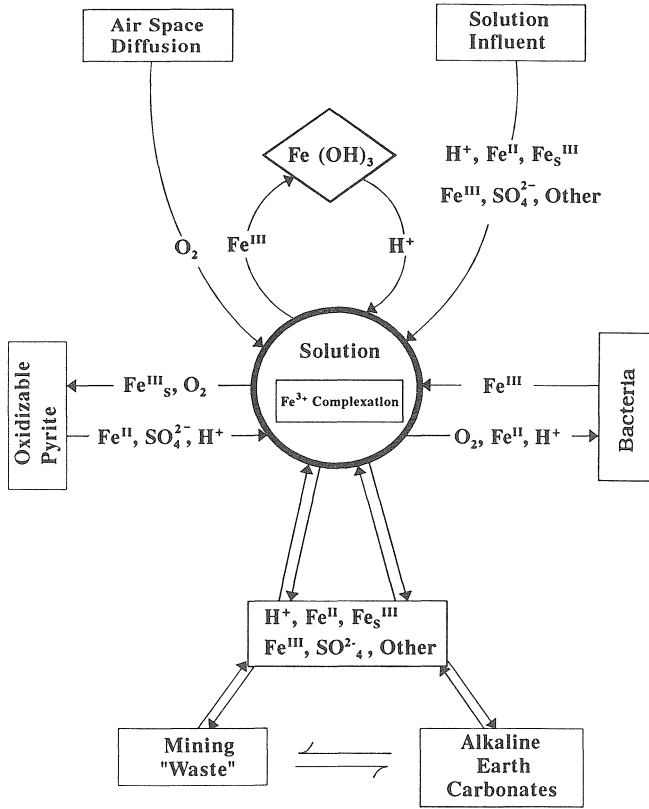 Air Space
Diffusion
Solution
Influent
Fe (OH)₃
H⁺, Feᴵᴵ, Feₛᴵᴵᴵ
Feᴵᴵᴵ, SO₄²⁻, Other
O₂
Feᴵᴵᴵ
H⁺
Solution
Fe³⁺ Complexation
Oxidizable
Pyrite
Feᴵᴵᴵₛ, O₂
Feᴵᴵ, SO₄²⁻, H⁺
Feᴵᴵᴵ
O₂, Feᴵᴵ, H⁺
Bacteria
H⁺, Feᴵᴵ, Feₛᴵᴵᴵ
Feᴵᴵᴵ, SO²⁻₄, Other
Mining
"Waste"
Alkaline
Earth
Carbonates